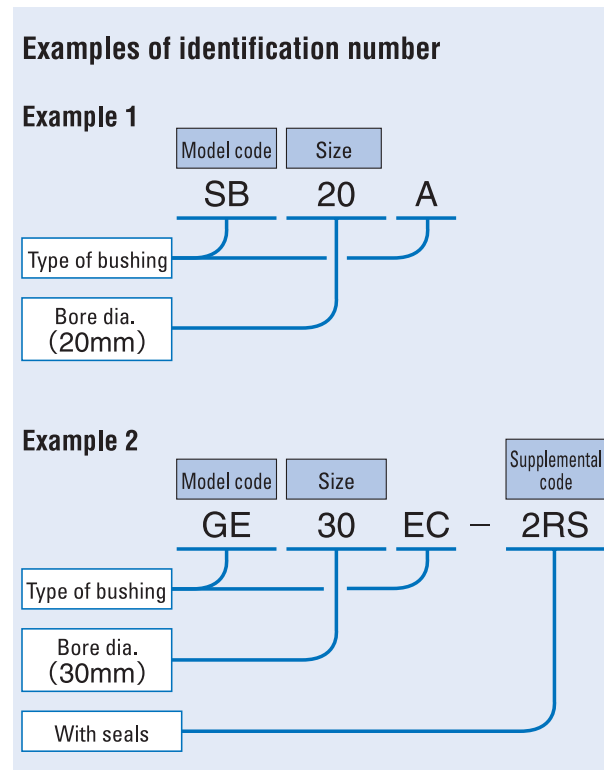 Examples of identification number
Example 1
Model code Size
SB 20 A
Type of bushing
Bore dia.
(20mm)
Example 2
Model code Size Supplemental
code
GE 30 EC – 2RS
Type of bushing
Bore dia.
(30mm)
With seals